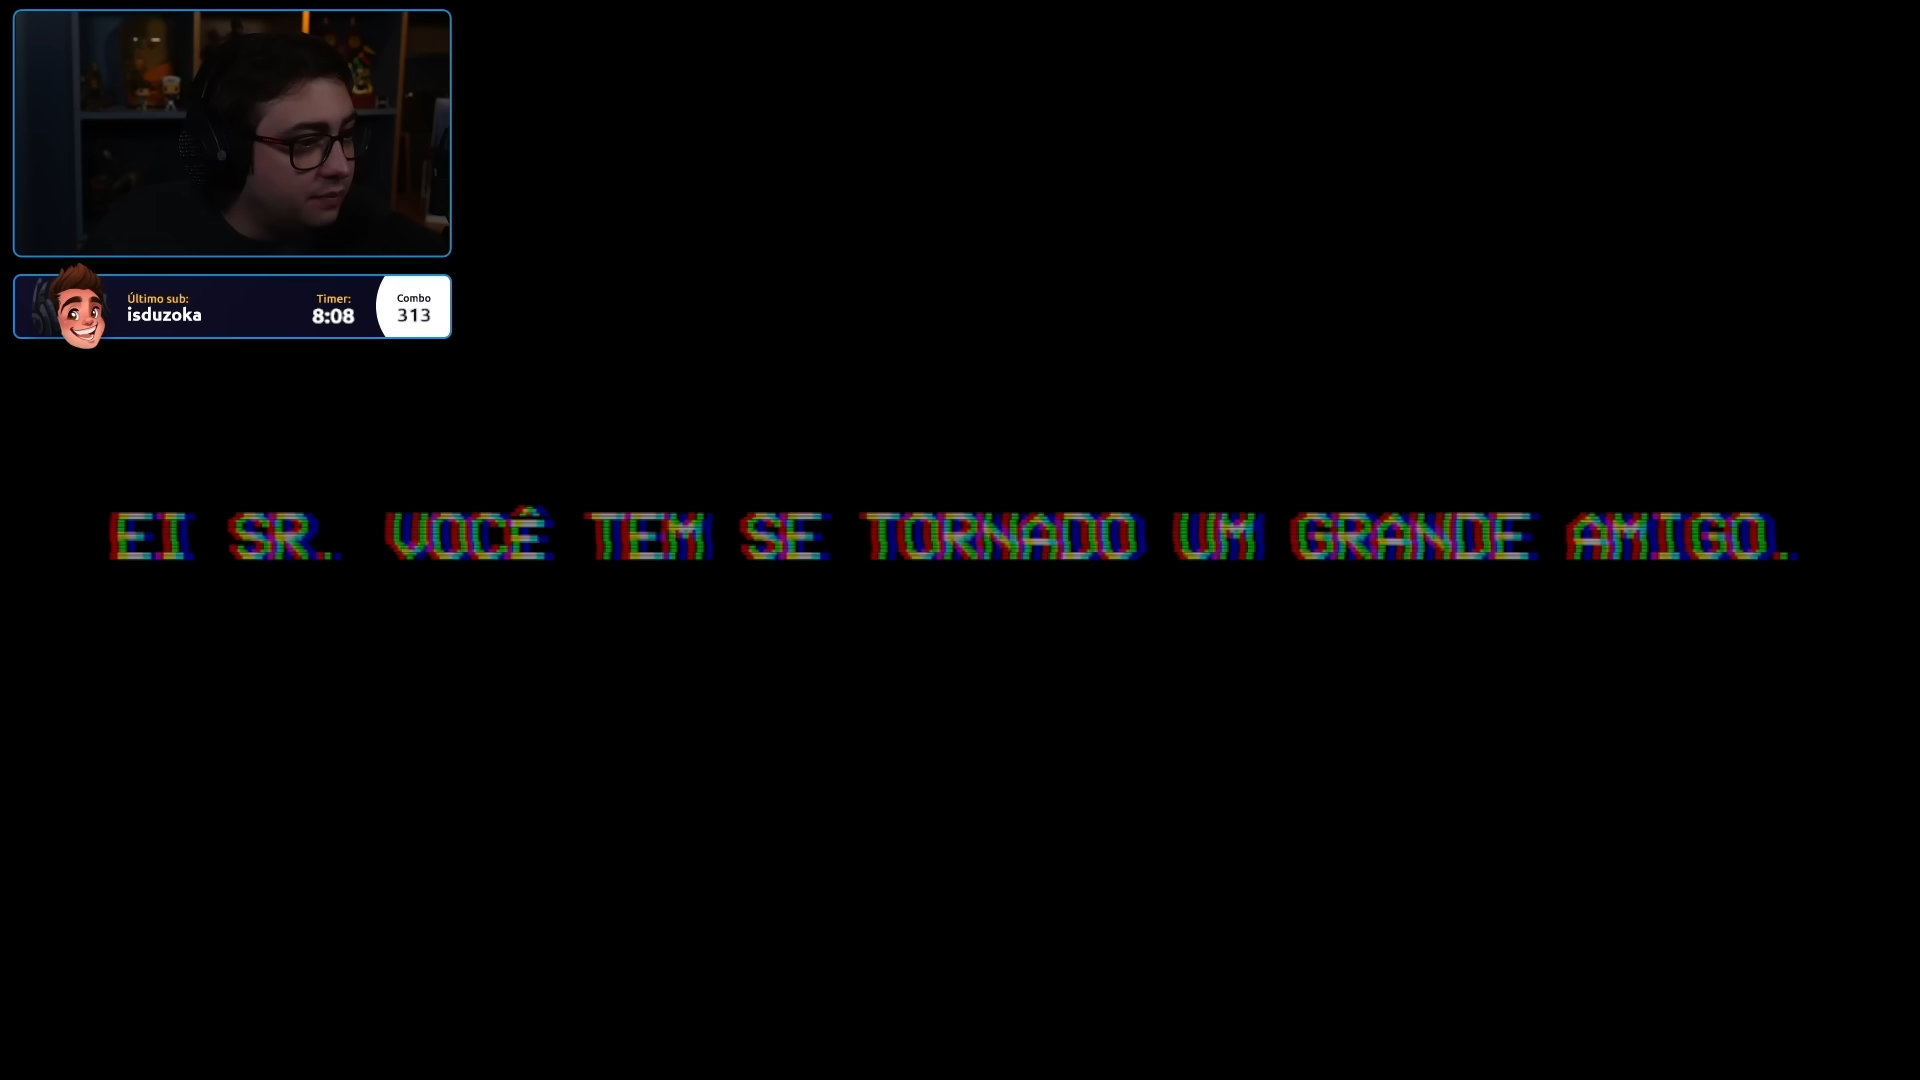 Último sub:
isduzoka
Timer:
8:08
Combo
313
EI SR. VOCÊ TEM SE TORNADO UM GRANDE AMIGO.